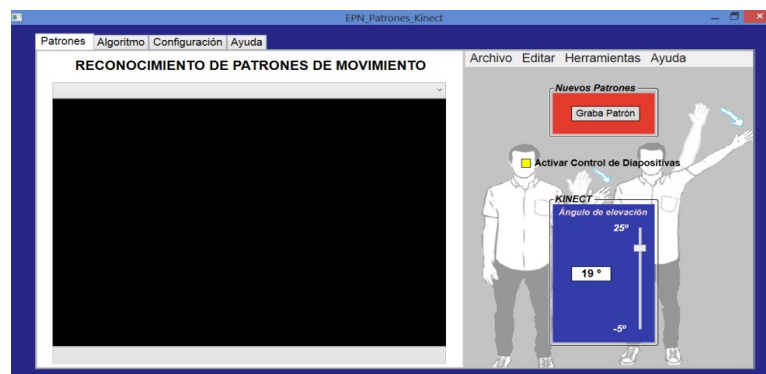 EPN_Patrones_Kinect
Patrones Algoritmo Configuración Ayuda
RECONOCIMIENTO DE PATRONES DE MOVIMIENTO
Archivo Editar Herramientas Ayuda
Nuevos Patrones
Graba Patrón
Activar Control de Diapositivas
KINECT
Ángulo de elevación
25º
19 º
-5º